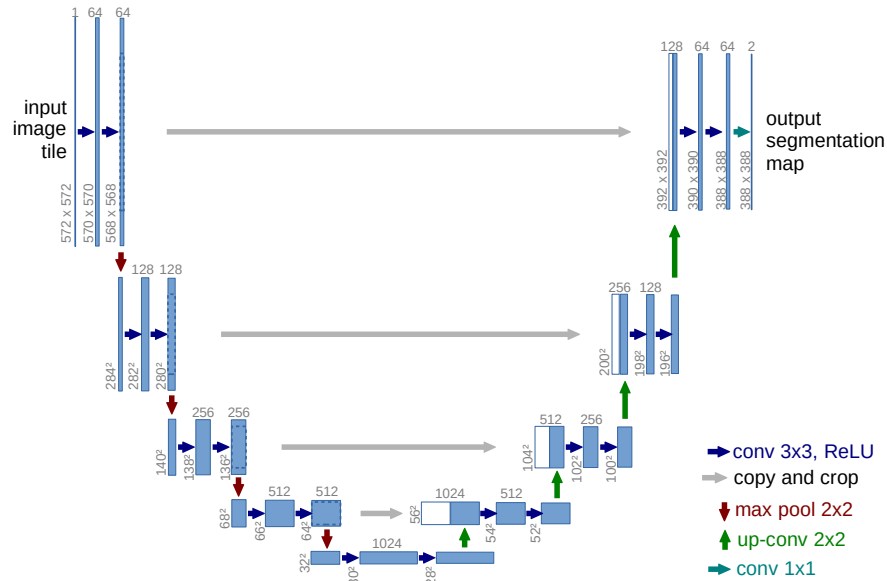 1 64 64
input
image
tile
572 x 572
570 x 570
568 x 568
128 64 64 2
output
segmentation
map
392 x 392
390 x 390
388 x 388
388 x 388
128 128
284²
282²
280²
256 128
200²
198²
196²
256 256
140²
138²
136²
512 256
104²
102²
100²
512 512
68²
66²
64²
1024 512
56²
54²
52²
1024
32²
conv 3x3, ReLU
copy and crop
max pool 2x2
up-conv 2x2
conv 1x1